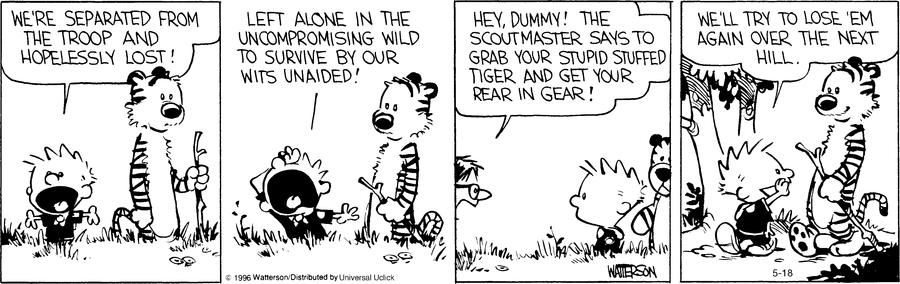 WE'RE SEPARATED FROM
THE TROOP AND
HOPELESSLY LOST!
LEFT ALONE IN THE
UNCOMPROMISING WILD
TO SURVIVE BY OUR
WITS UNAIDED!
HEY, DUMMY! THE
SCOUTMASTER SAYS TO
GRAB YOUR STUPID STUFFED
TIGER AND GET YOUR
REAR IN GEAR!
WE'LL TRY TO LOSE 'EM
AGAIN OVER THE NEXT
HILL.
© 1996 Watterson/Distributed by Universal Uclick
WATTERSON
5-18